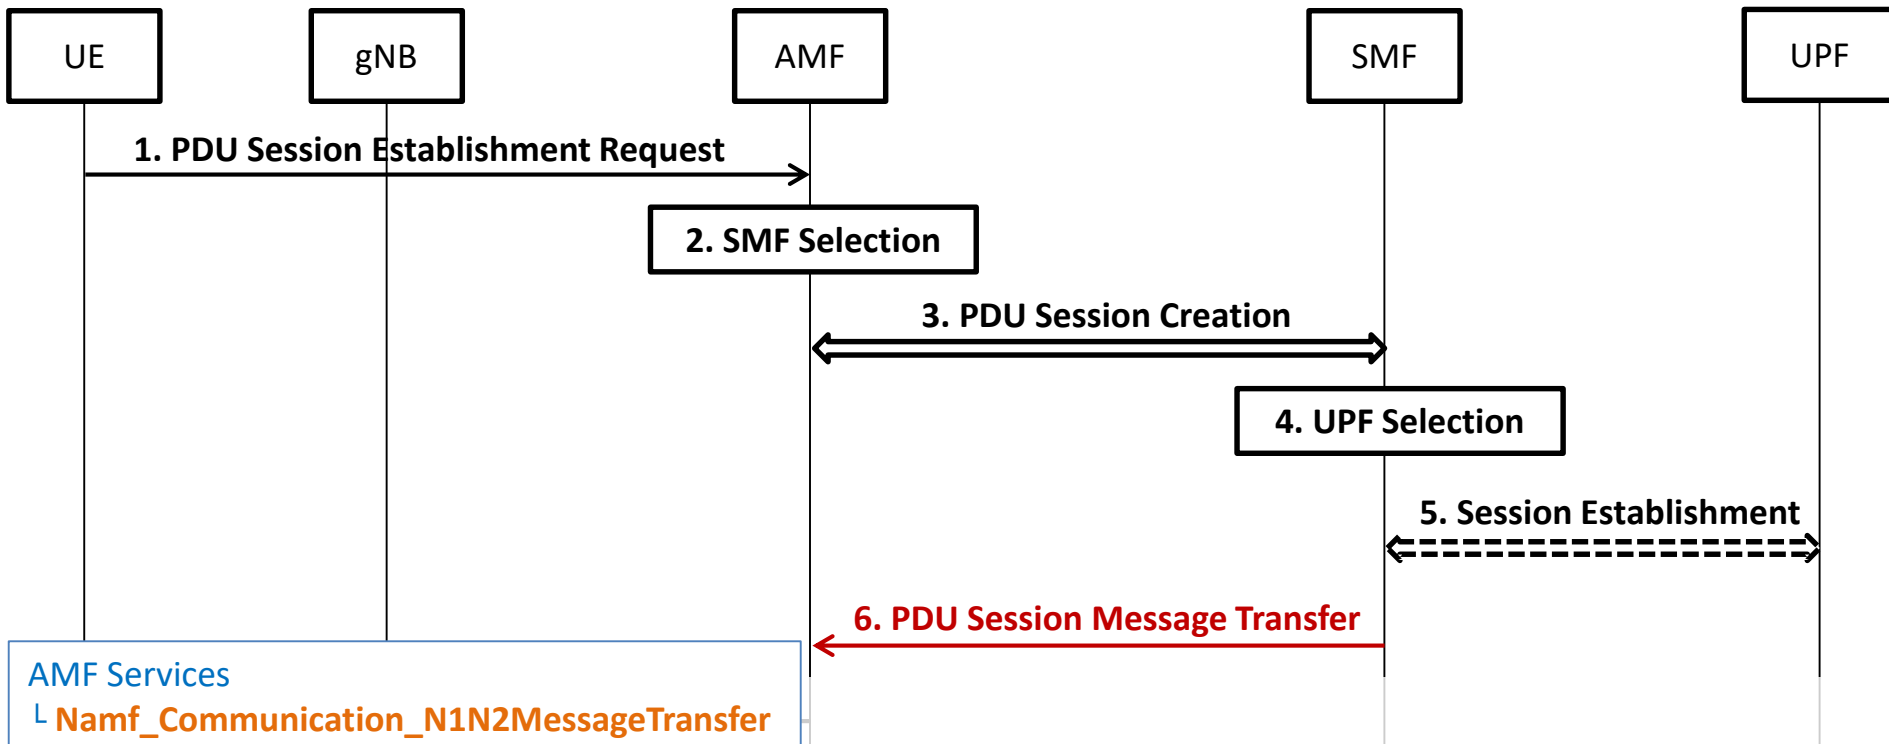 UE
gNB
AMF
SMF
UPF
1. PDU Session Establishment Request
2. SMF Selection
3. PDU Session Creation
4. UPF Selection
5. Session Establishment
6. PDU Session Message Transfer
AMF Services
└ Namf_Communication_N1N2MessageTransfer